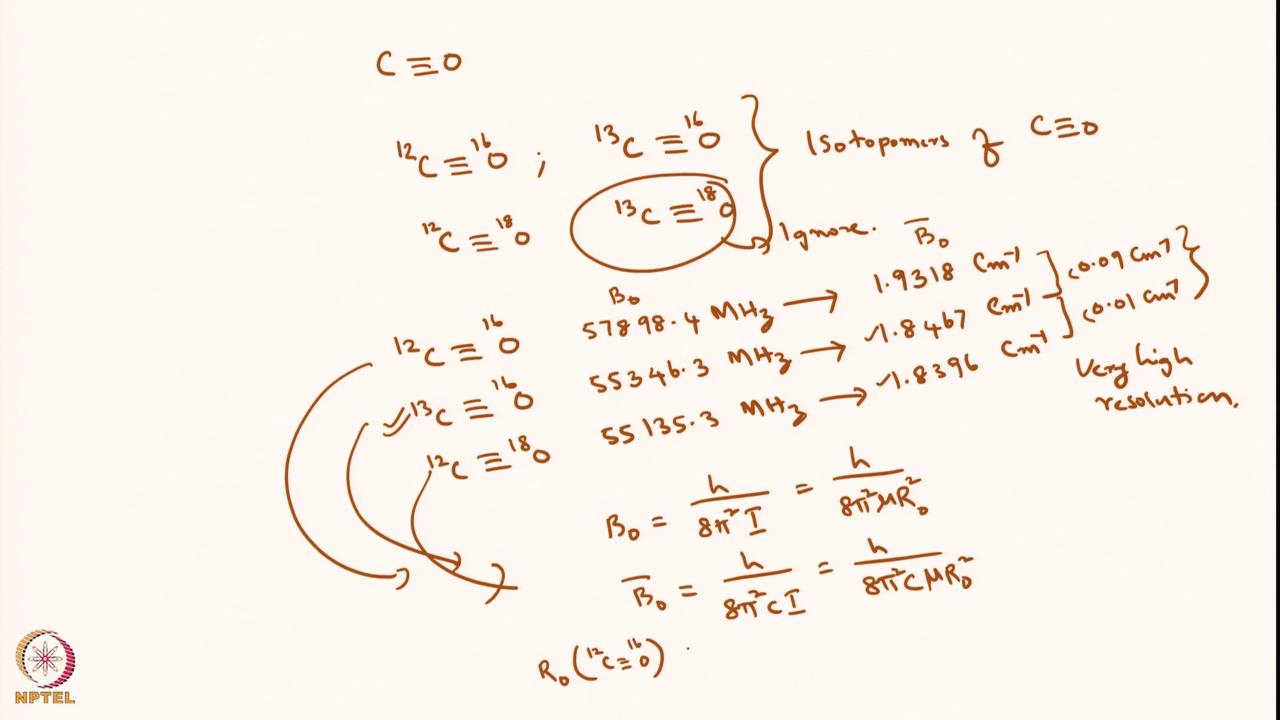 C≡O
¹²C≡¹⁶O ; ¹³C≡¹⁶O
¹²C≡¹⁸O ¹³C≡¹⁸O
Isotopomers of C≡O
Ignore.
B₀ B̅₀
¹²C≡¹⁶O 57898.4 MHz → 1.9318 cm⁻¹
¹³C≡¹⁶O 55346.3 MHz → 1.8467 cm⁻¹
¹²C≡¹⁸O 55135.3 MHz → 1.8396 cm⁻¹
<0.09 cm⁻¹
<0.01 cm⁻¹
Very high
resolution.
B₀ = h/8π²I = h/8π²μR₀²
B̅₀ = h/8π²cI = h/8π²cμR₀²
R₀(¹²C≡¹⁶O)
NPTEL